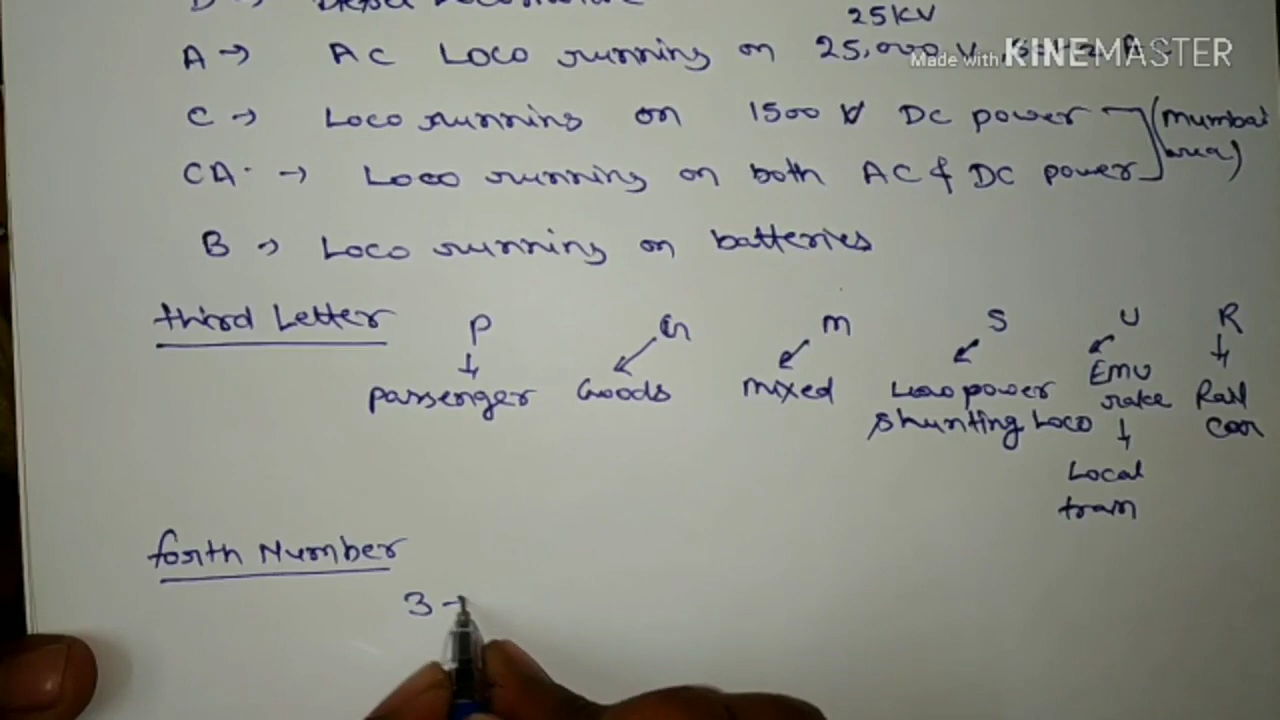 25KV
A → AC Loco running on 25,000 V
Made with KINEMASTER
C → Loco running on 1500 V DC power (mumbai
CA → Loco running on both AC & DC power area)
B → Loco running on batteries
third Letter P G M S U R
passenger Goods mixed Low power shunting Loco EMU rake Rail car
Local train
forth Number
3 →